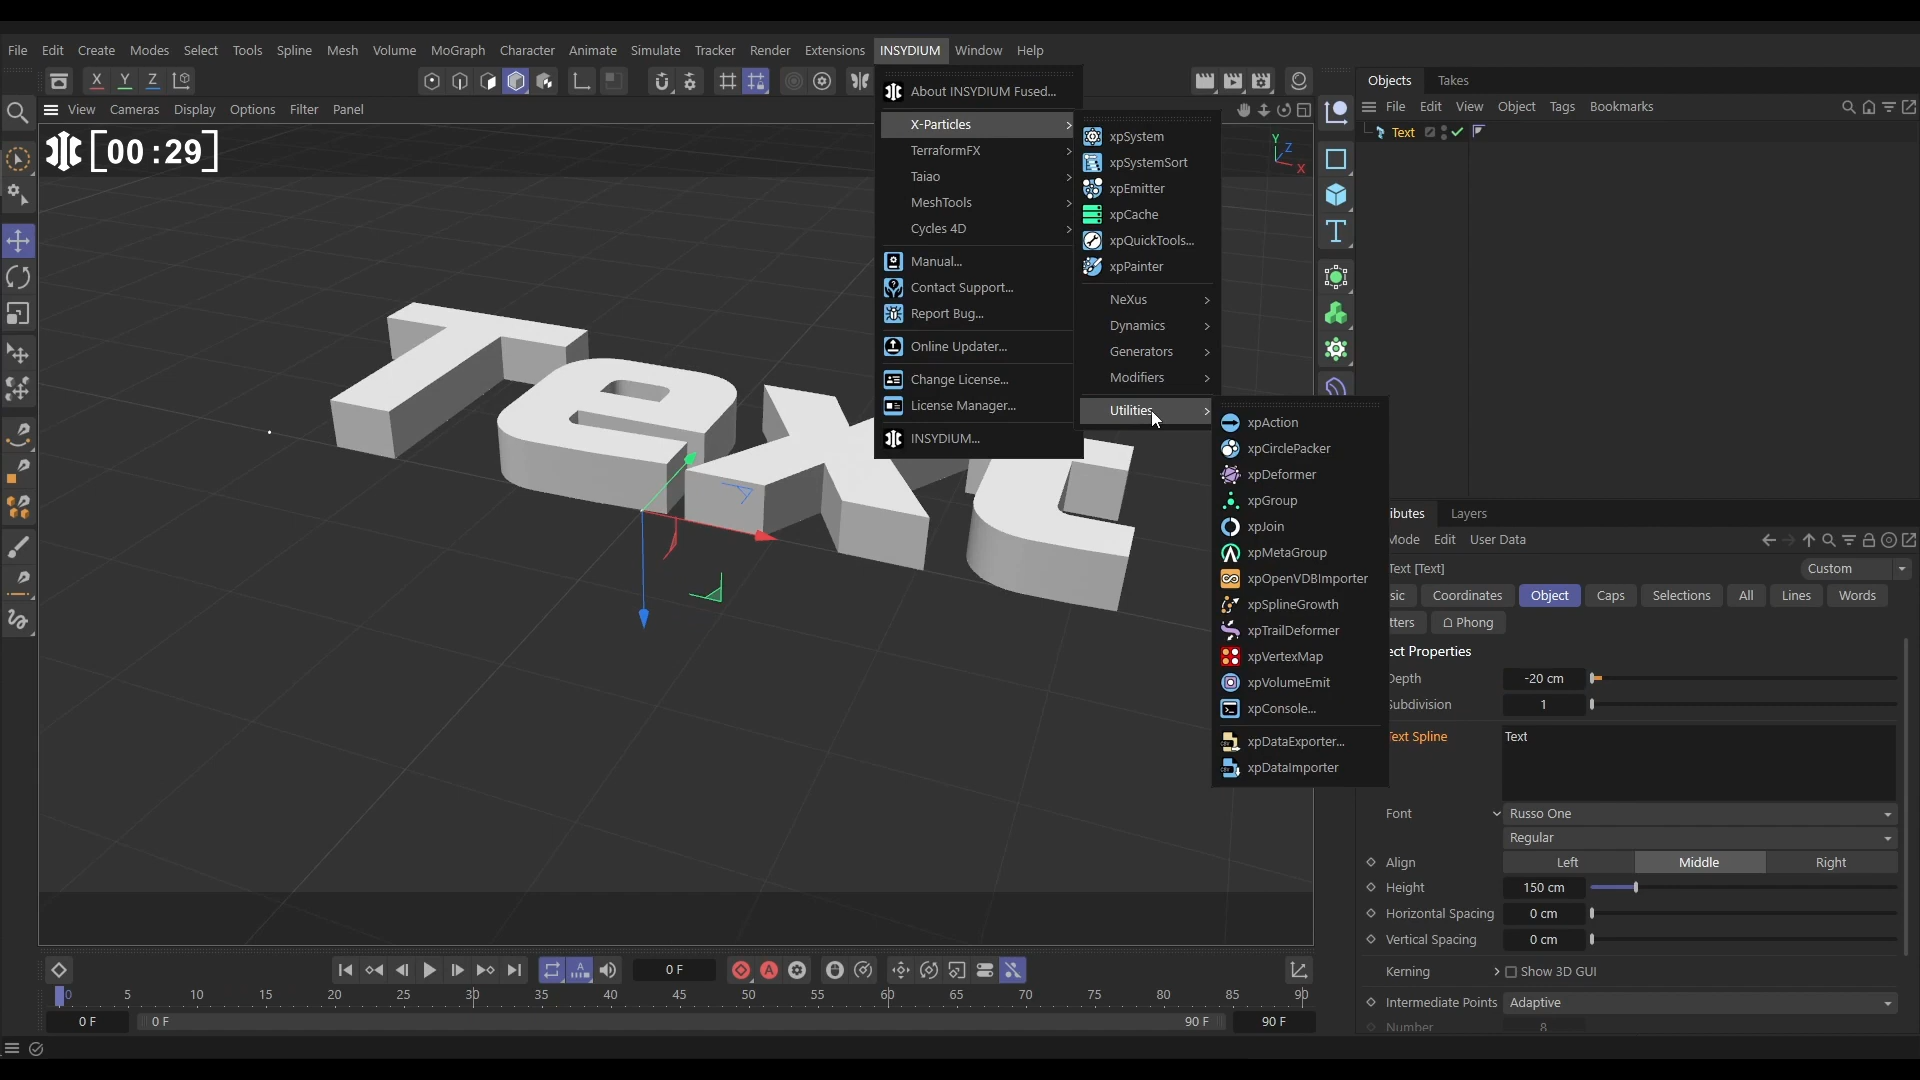 File Edit Create Modes Select Tools Spline Mesh Volume MoGraph Character Animate Simulate Tracker Render Extensions INSYDIUM Window Help
X Y Z
View Cameras Display Options Filter Panel
[00:29]
Text
Y Z X
About INSYDIUM Fused...
X-Particles
TerraformFX
Taiao
MeshTools
Cycles 4D
Manual...
Contact Support...
Report Bug...
Online Updater...
Change License...
License Manager...
INSYDIUM...
xpSystem
xpSystemSort
xpEmitter
xpCache
xpQuickTools...
xpPainter
NeXus
Dynamics
Generators
Modifiers
Utilities
xpAction
xpCirclePacker
xpDeformer
xpGroup
xpJoin
xpMetaGroup
xpOpenVDBImporter
xpSplineGrowth
xpTrailDeformer
xpVertexMap
xpVolumeEmit
xpConsole...
xpDataExporter...
xpDataImporter
Objects Takes
File Edit View Object Tags Bookmarks
Text
ibutes Layers
Mode Edit User Data
Text [Text] Custom
sic Coordinates Object Caps Selections All Lines Words
tters Phong
ect Properties
Depth -20 cm
Subdivision 1
Text Spline Text
Font Russo One
Regular
Align Left Middle Right
Height 150 cm
Horizontal Spacing 0 cm
Vertical Spacing 0 cm
Kerning Show 3D GUI
Intermediate Points Adaptive
Number 8
0 F
0 5 10 15 20 25 30 35 40 45 50 55 60 65 70 75 80 85 90
0 F 0 F 90 F 90 F